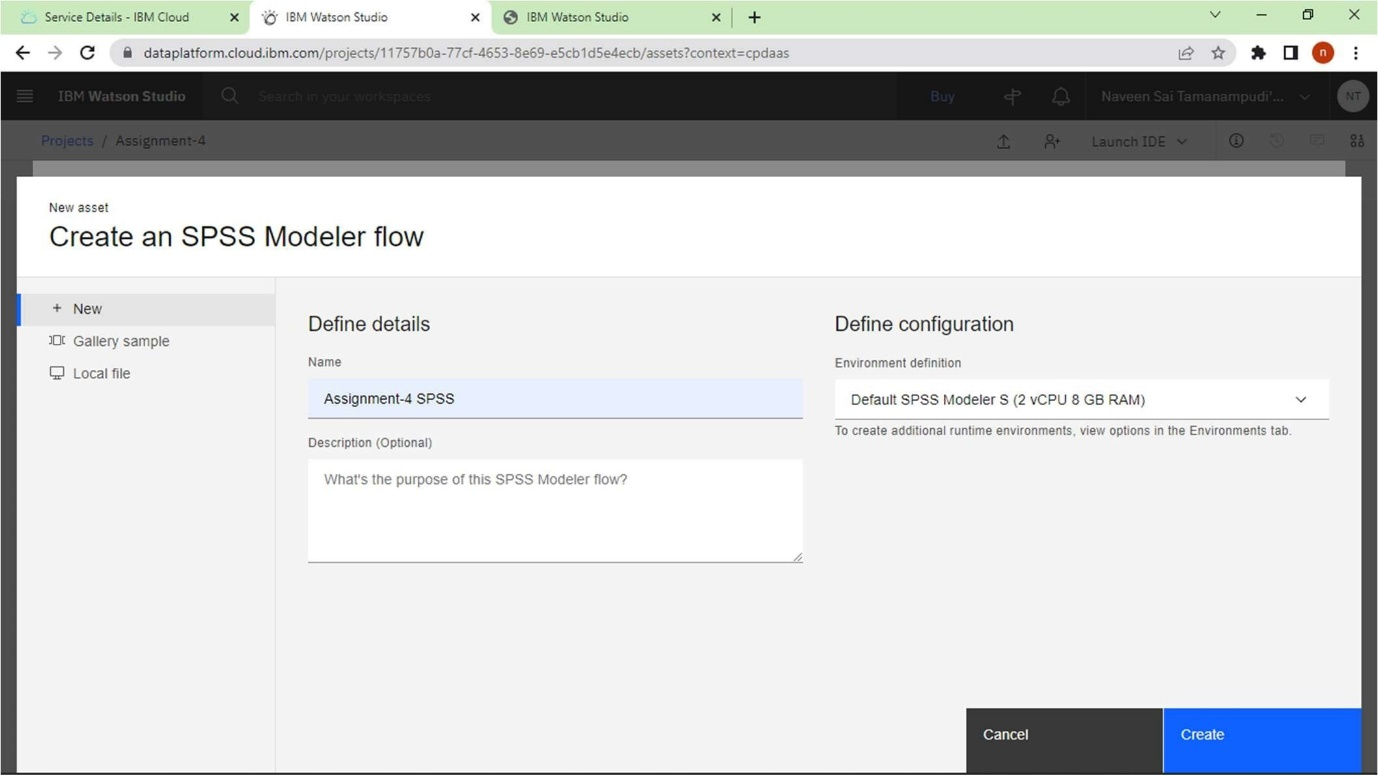 Service Details - IBM Cloud
IBM Watson Studio
IBM Watson Studio
dataplatform.cloud.ibm.com/projects/11757b0a-77cf-4653-8e69-e5cb1d5e4ecb/assets?context=cpdaas
n
IBM Watson Studio
Search in your workspaces
Buy
Naveen Sai Tamanampudi'...
NT
Projects / Assignment-4
Launch IDE
New asset
Create an SPSS Modeler flow
+ New
Gallery sample
Local file
Define details
Name
Assignment-4 SPSS
Description (Optional)
What's the purpose of this SPSS Modeler flow?
Define configuration
Environment definition
Default SPSS Modeler S (2 vCPU 8 GB RAM)
To create additional runtime environments, view options in the Environments tab.
Cancel
Create